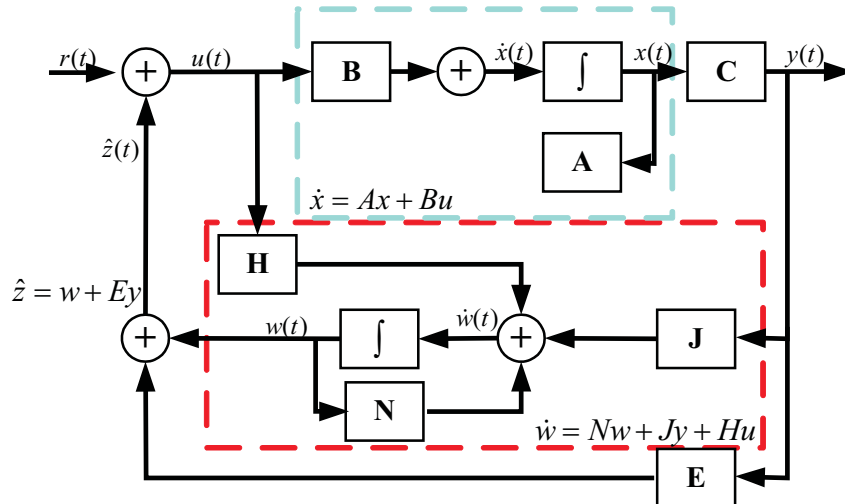 r(t)
+
u(t)
B
+
ẋ(t)
∫
x(t)
C
y(t)
ẑ(t)
A
ẋ = Ax + Bu
H
ẑ = w + Ey
+
w(t)
∫
ẇ(t)
+
J
N
ẇ = Nw + Jy + Hu
E